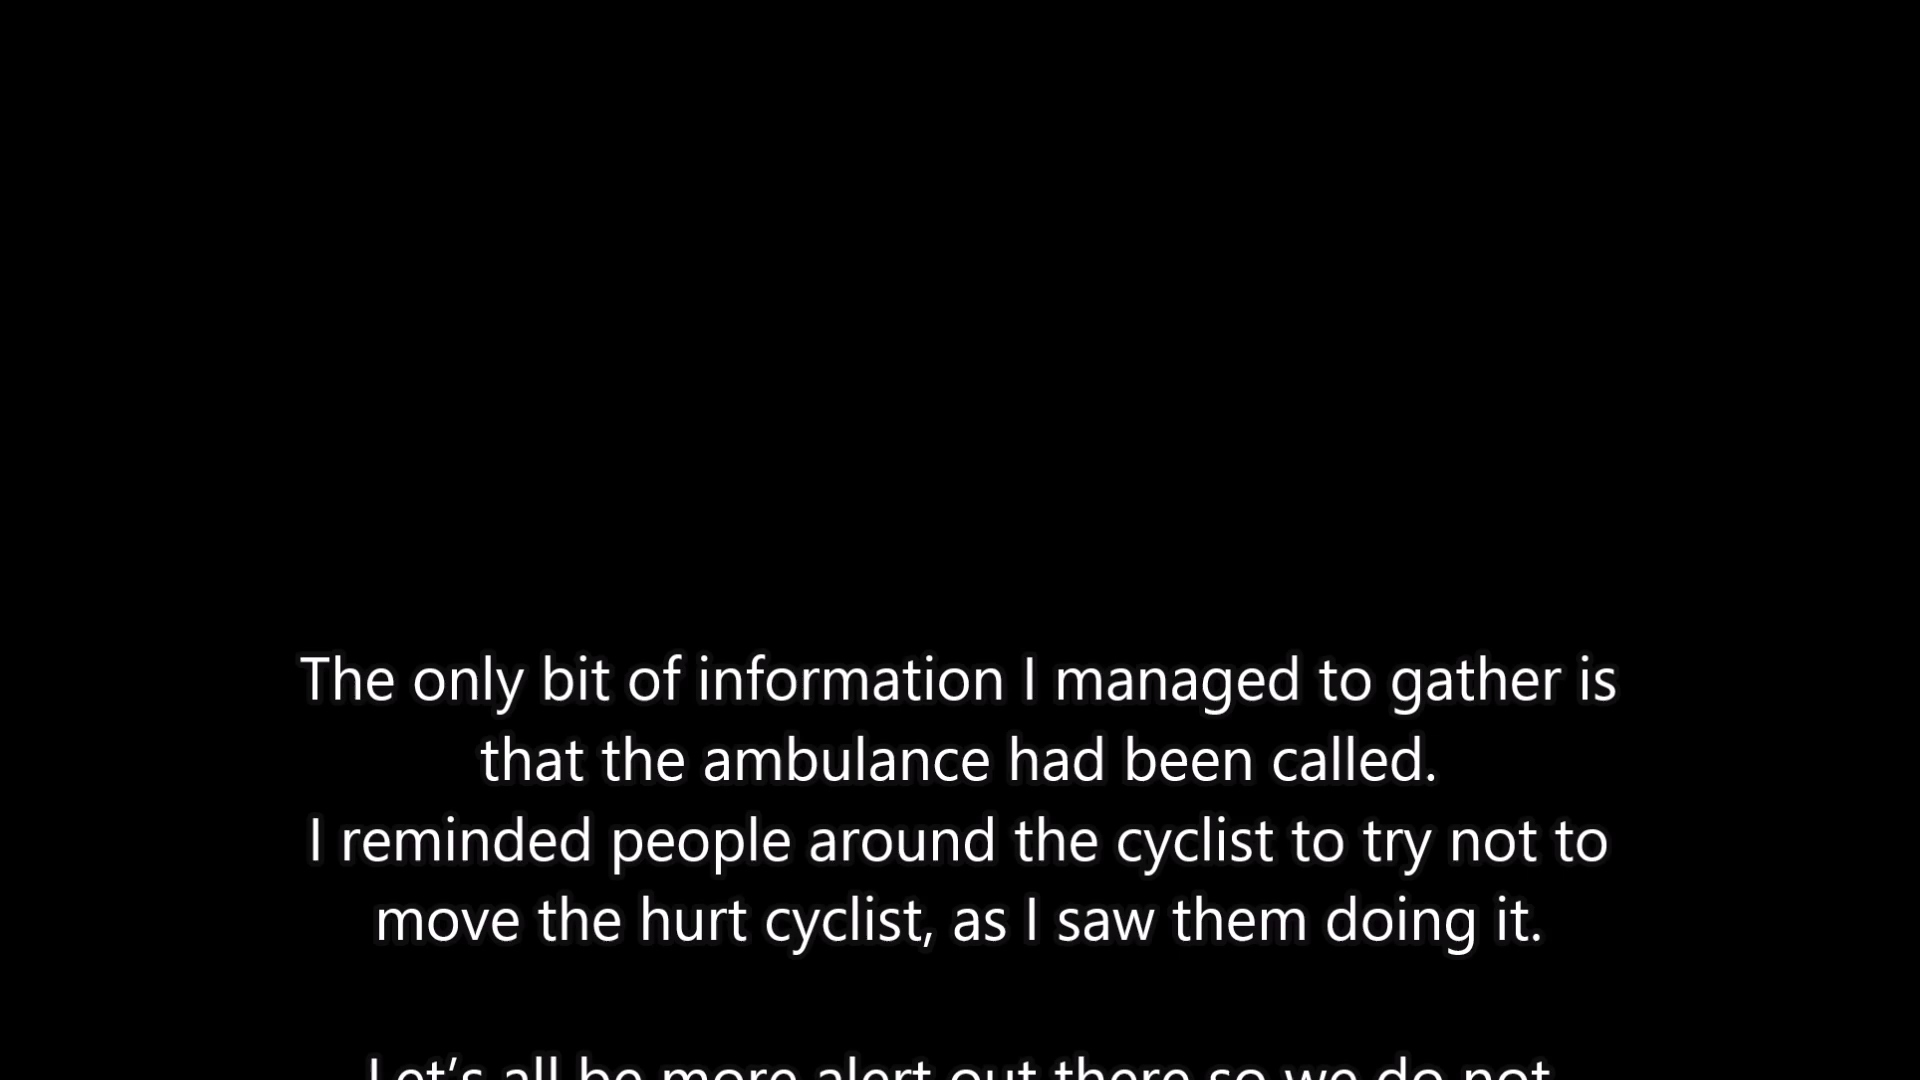 The only bit of information I managed to gather is
that the ambulance had been called.
I reminded people around the cyclist to try not to
move the hurt cyclist, as I saw them doing it.
Let’s all be more alert out there so we do not